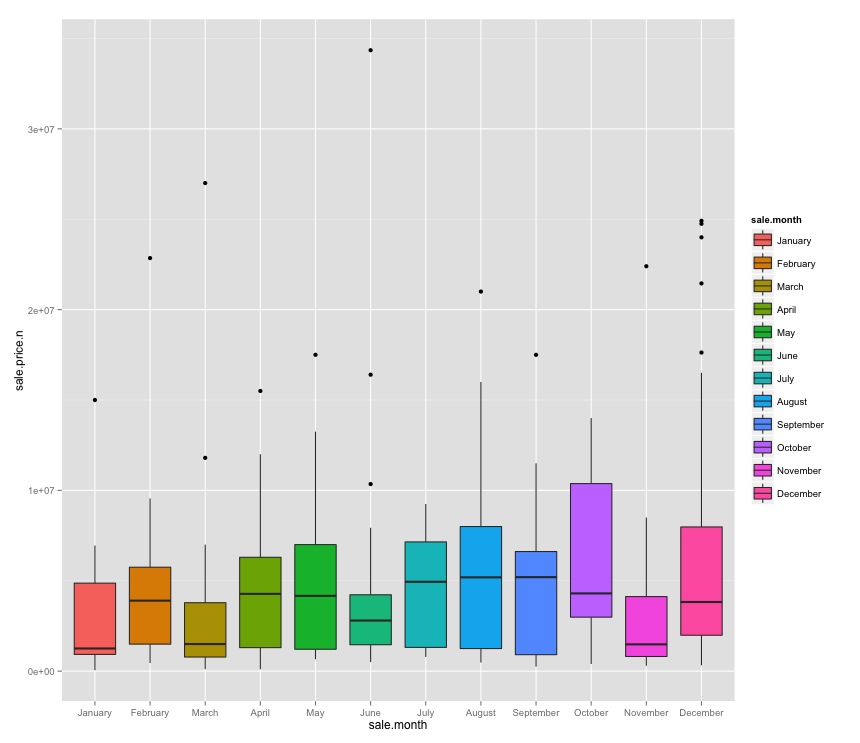 sale.price.n
3e+07
2e+07
1e+07
0e+00
January February March April May June July August September October November December
sale.month
sale.month
January
February
March
April
May
June
July
August
September
October
November
December